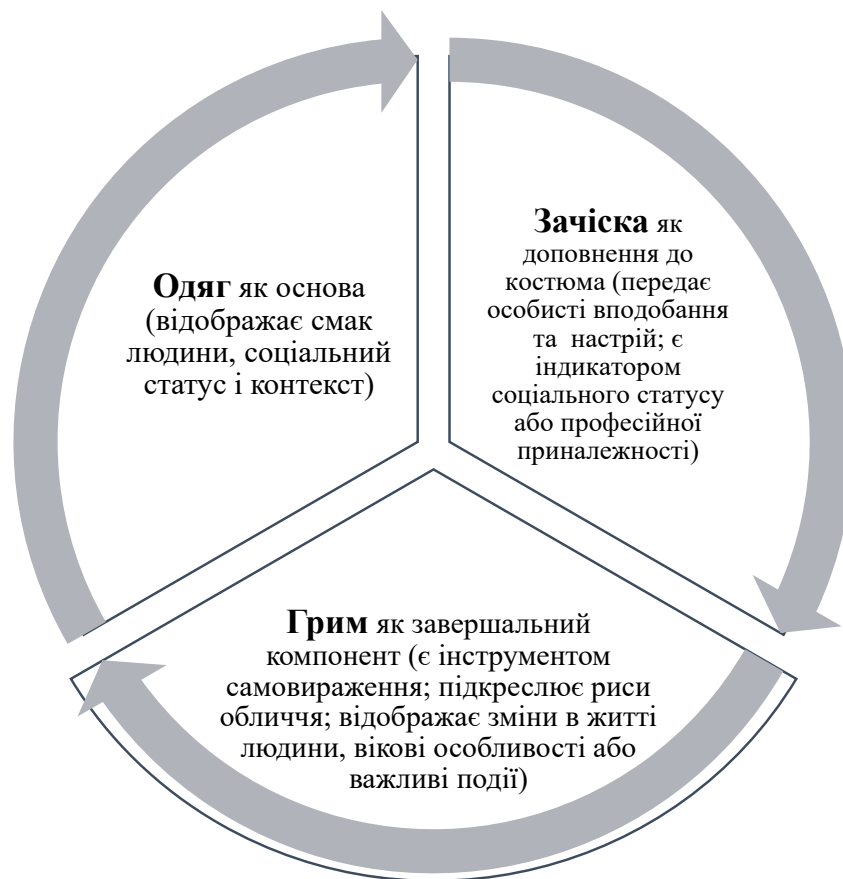 Одяг як основа
(відображає смак
людини, соціальний
статус і контекст)
Зачіска як
доповнення до
костюма (передає
особисті вподобання
та настрій; є
індикатором
соціального статусу
або професійної
приналежності)
Грим як завершальний
компонент (є інструментом
самовираження; підкреслює риси
обличчя; відображає зміни в житті
людини, вікові особливості або
важливі події)